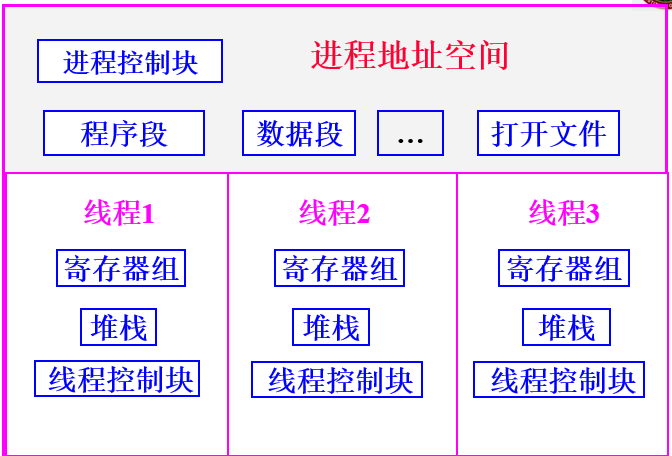 进程控制块 进程地址空间
程序段 数据段 … 打开文件
线程1 线程2 线程3
寄存器组 寄存器组 寄存器组
堆栈 堆栈 堆栈
线程控制块 线程控制块 线程控制块